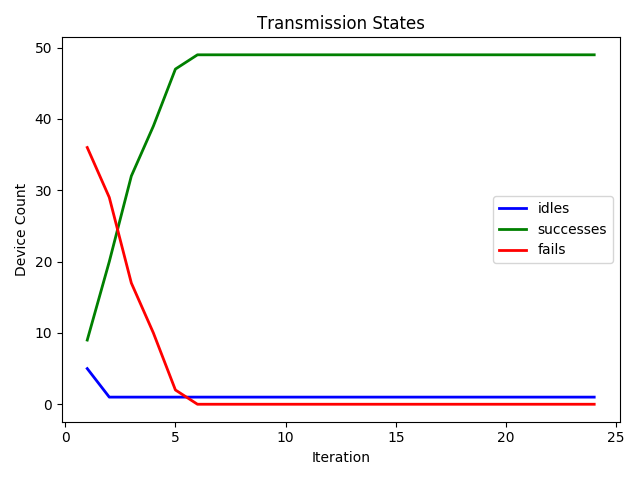 Transmission States
50
40
30
20
10
0
Device Count
0 5 10 15 20 25
Iteration
idles
successes
fails